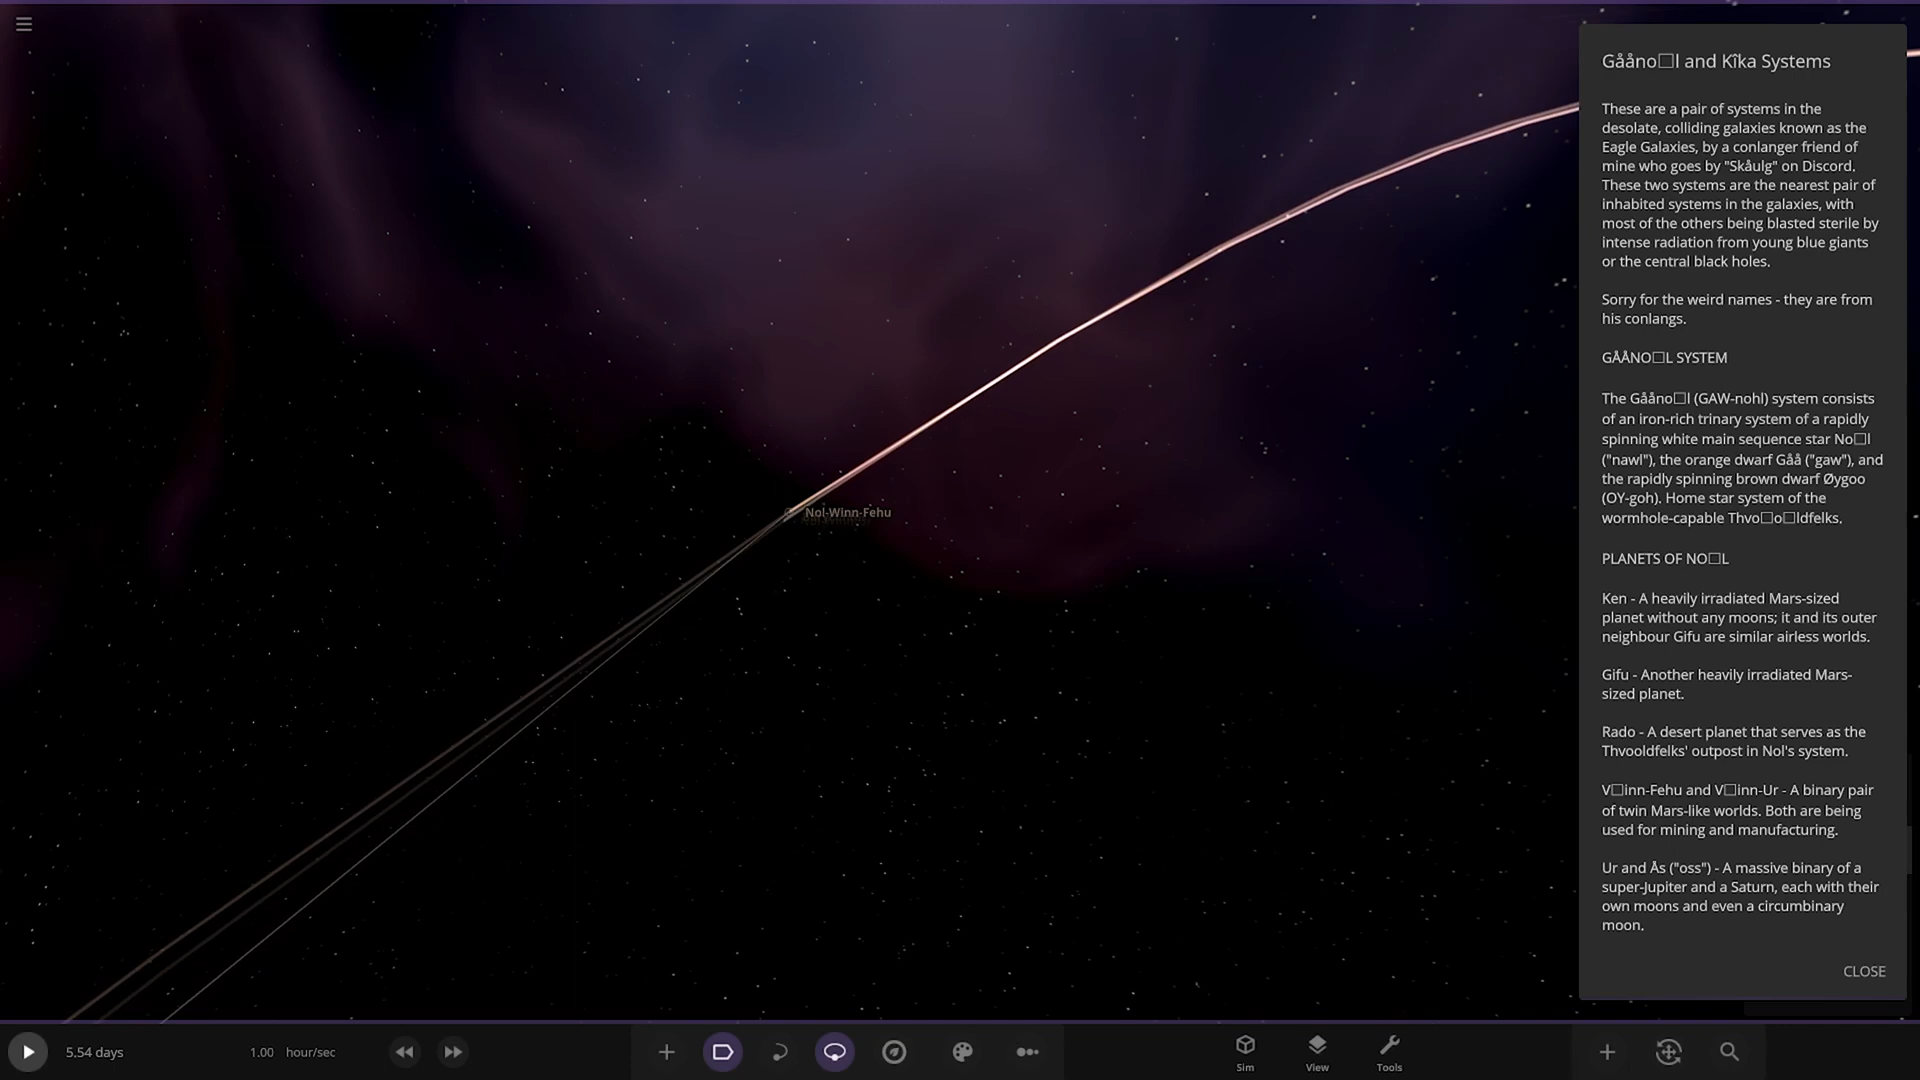 Gååno□l and Kîka Systems
These are a pair of systems in the
desolate, colliding galaxies known as the
Eagle Galaxies, by a conlanger friend of
mine who goes by "Skåulg" on Discord.
These two systems are the nearest pair of
inhabited systems in the galaxies, with
most of the others being blasted sterile by
intense radiation from young blue giants
or the central black holes.
Sorry for the weird names - they are from
his conlangs.
GÅÅNO□L SYSTEM
The Gååno□l (GAW-nohl) system consists
of an iron-rich trinary system of a rapidly
spinning white main sequence star No□l
("nawl"), the orange dwarf Gåå ("gaw"), and
the rapidly spinning brown dwarf Øygoo
(OY-goh). Home star system of the
wormhole-capable Thvo□o□ldfelks.
PLANETS OF NO□L
Ken - A heavily irradiated Mars-sized
planet without any moons; it and its outer
neighbour Gifu are similar airless worlds.
Gifu - Another heavily irradiated Mars-
sized planet.
Rado - A desert planet that serves as the
Thvooldfelks' outpost in Nol's system.
V□inn-Fehu and V□inn-Ur - A binary pair
of twin Mars-like worlds. Both are being
used for mining and manufacturing.
Ur and Ås ("oss") - A massive binary of a
super-Jupiter and a Saturn, each with their
own moons and even a circumbinary
moon.
CLOSE
Nol-Winn-Fehu
5.54 days
1.00 hour/sec
Sim
View
Tools